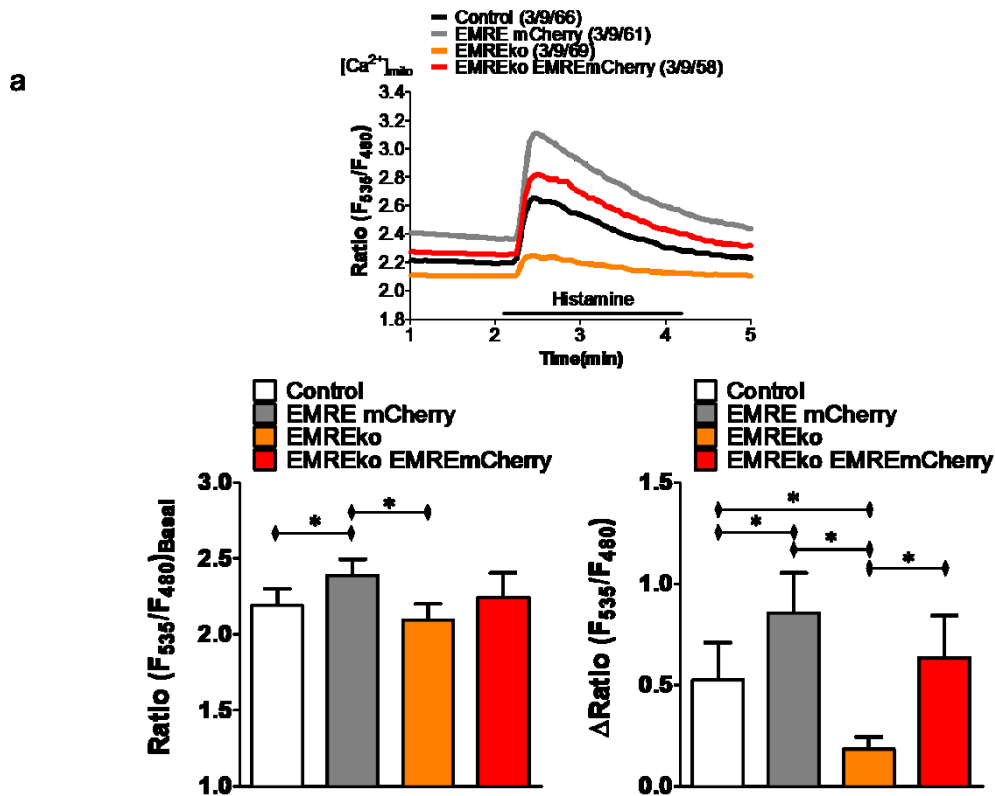 a
Control (3/9/66)
EMRE mCherry (3/9/61)
EMREko (3/9/69)
EMREko EMREmCherry (3/9/58)
[Ca2+]mito
Ratio (F535/F480)
3.4
3.2
3.0
2.8
2.6
2.4
2.2
2.0
1.8
Histamine
1 2 3 4 5
Time(min)
Control
EMRE mCherry
EMREko
EMREko EMREmCherry
Ratio (F535/F480)Basal
3.0
2.5
2.0
1.5
1.0
* *
Control
EMRE mCherry
EMREko
EMREko EMREmCherry
ΔRatio (F535/F480)
1.5
1.0
0.5
0.0
*
*
*
*